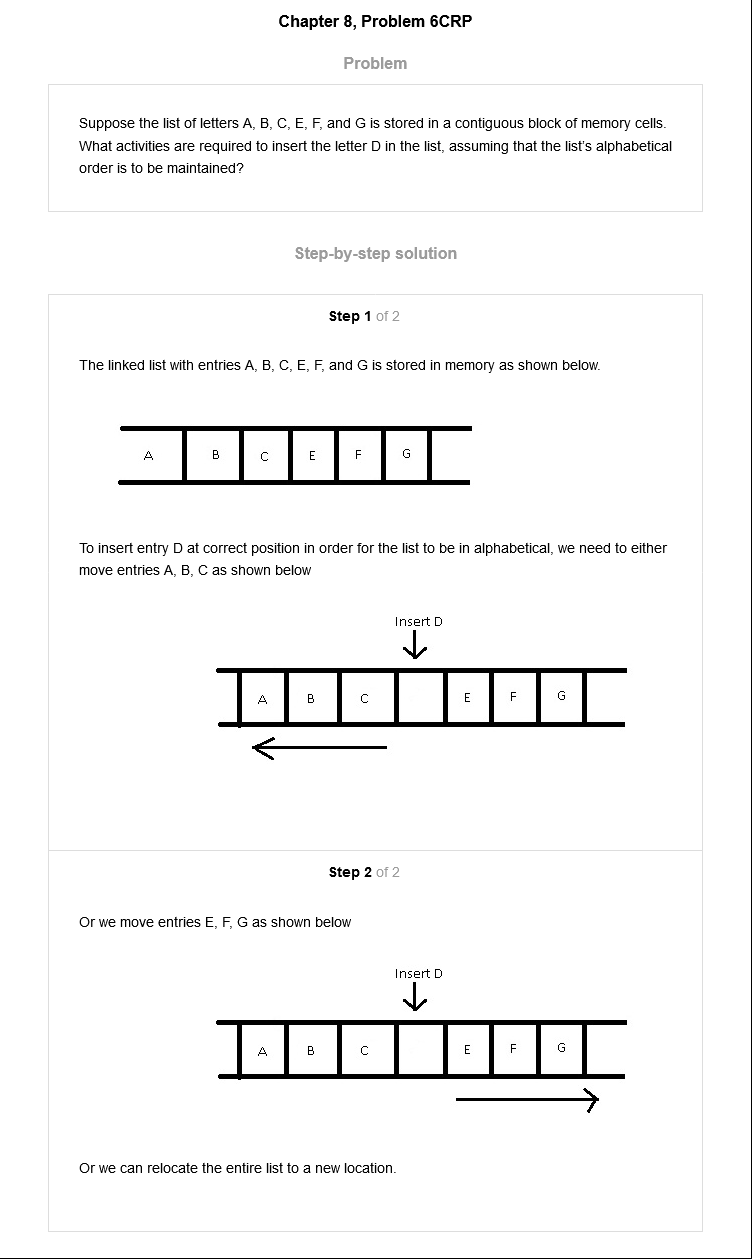 Chapter 8, Problem 6CRP
Problem
Suppose the list of letters A, B, C, E, F, and G is stored in a contiguous block of memory cells.
What activities are required to insert the letter D in the list, assuming that the list's alphabetical
order is to be maintained?
Step-by-step solution
Step 1 of 2
The linked list with entries A, B, C, E, F, and G is stored in memory as shown below.
A B C E F G
To insert entry D at correct position in order for the list to be in alphabetical, we need to either
move entries A, B, C as shown below
Insert D
A B C E F G
Step 2 of 2
Or we move entries E, F, G as shown below
Insert D
A B C E F G
Or we can relocate the entire list to a new location.